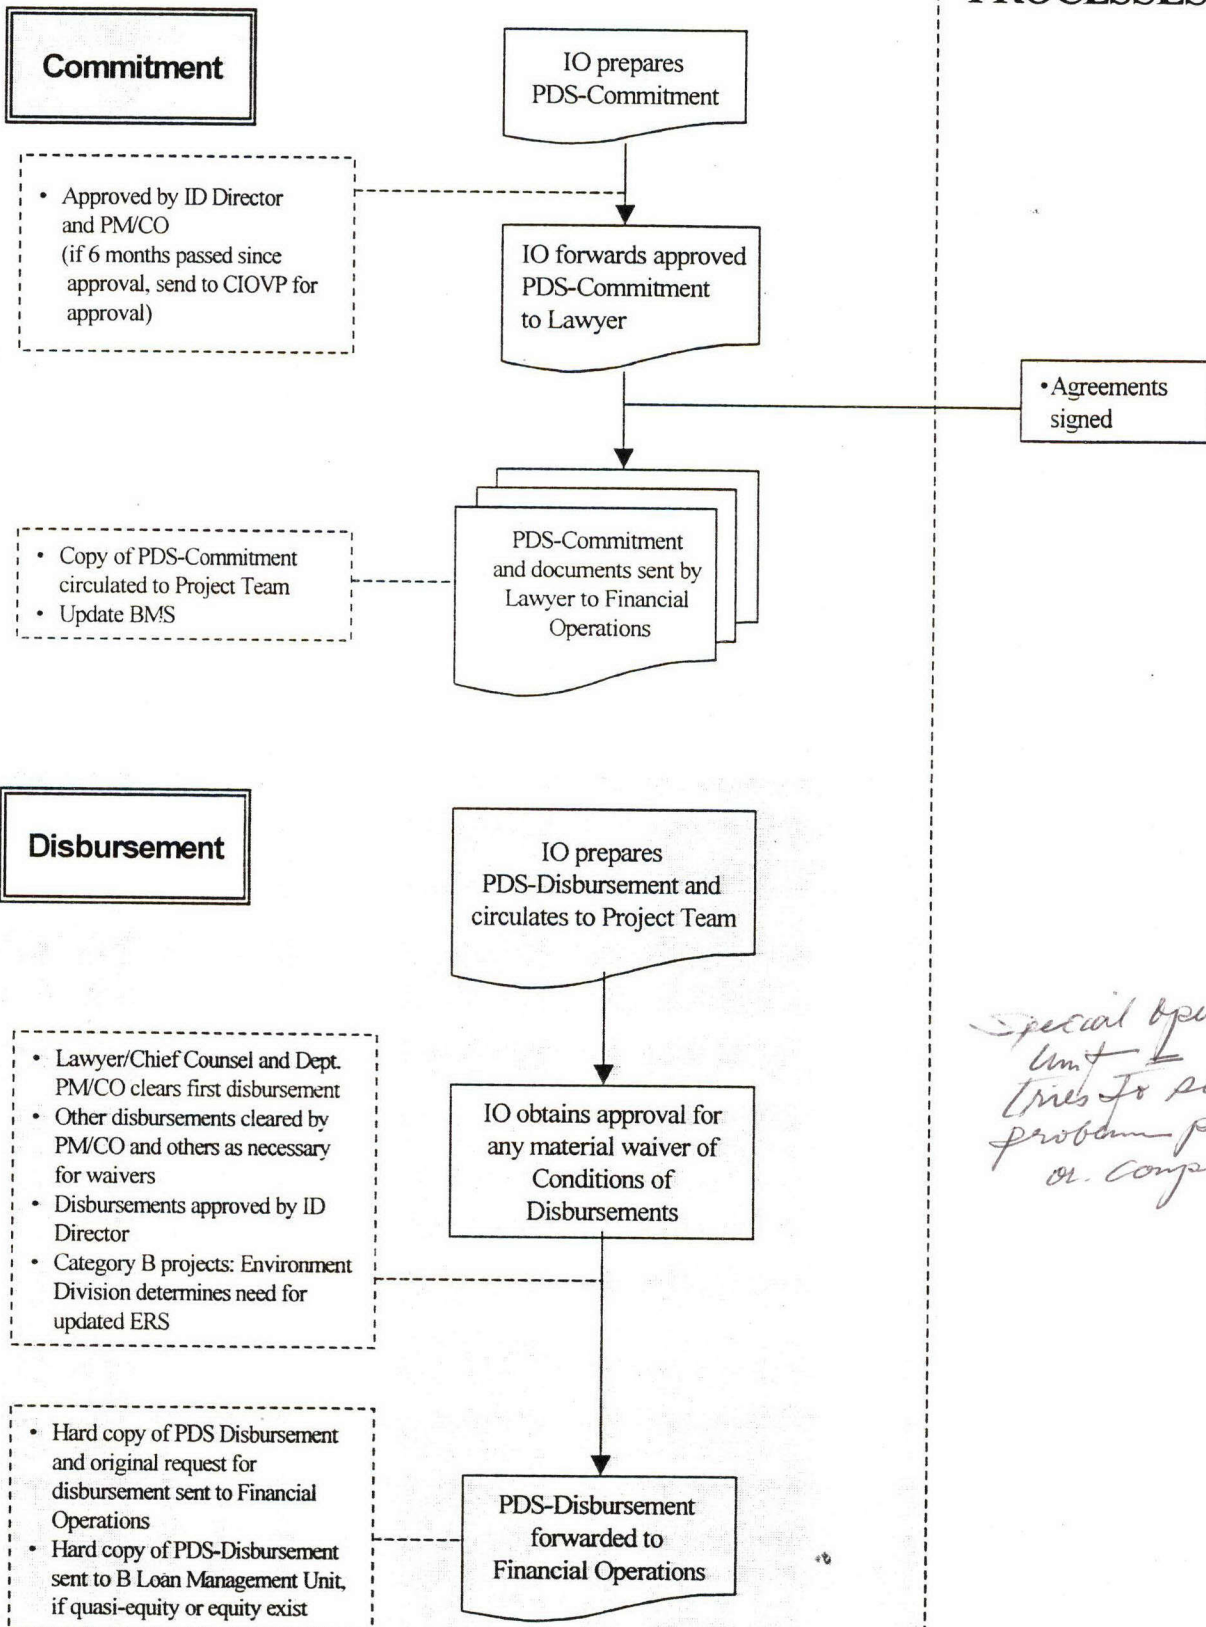 PROCESSES
Commitment
IO prepares
PDS-Commitment
• Approved by ID Director
and PM/CO
(if 6 months passed since
approval, send to CIOVP for
approval)
IO forwards approved
PDS-Commitment
to Lawyer
•Agreements
signed
• Copy of PDS-Commitment
circulated to Project Team
• Update BMS
PDS-Commitment
and documents sent by
Lawyer to Financial
Operations
Disbursement
IO prepares
PDS-Disbursement and
circulates to Project Team
• Lawyer/Chief Counsel and Dept.
PM/CO clears first disbursement
• Other disbursements cleared by
PM/CO and others as necessary
for waivers
• Disbursements approved by ID
Director
• Category B projects: Environment
Division determines need for
updated ERS
IO obtains approval for
any material waiver of
Conditions of
Disbursements
Special
Unit
tries to
or. comp
• Hard copy of PDS Disbursement
and original request for
disbursement sent to Financial
Operations
• Hard copy of PDS-Disbursement
sent to B Loan Management Unit,
if quasi-equity or equity exist
PDS-Disbursement
forwarded to
Financial Operations